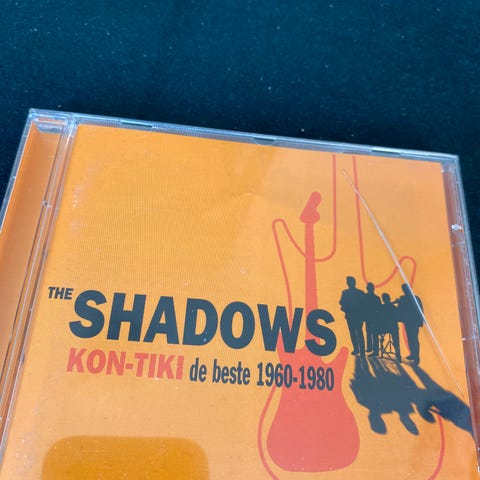 THE SHADOWS
KON-TIKI de beste 1960-1980